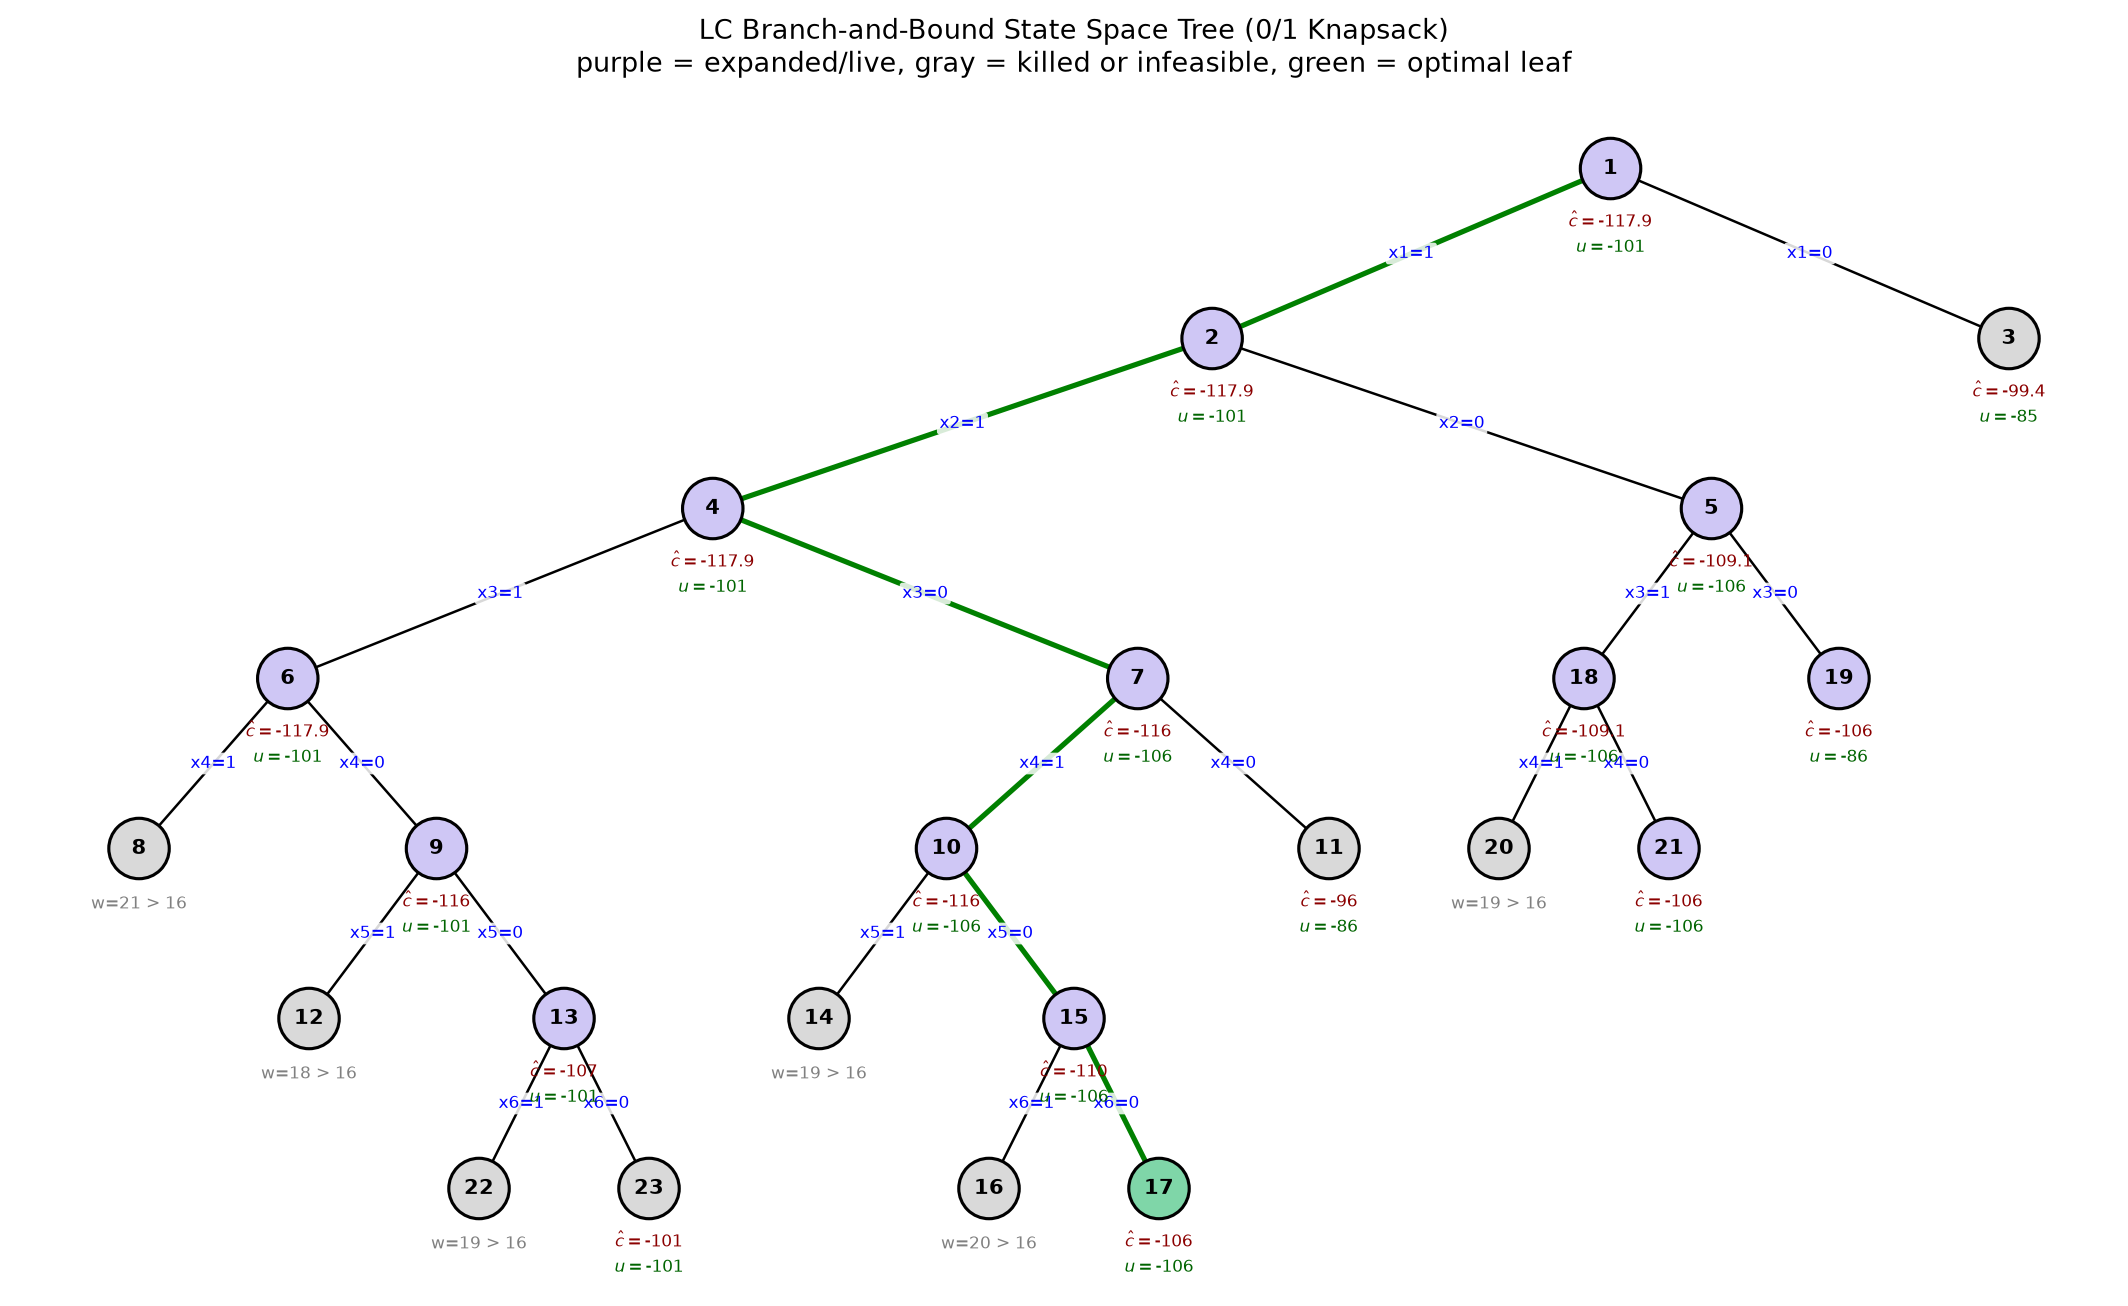 LC Branch-and-Bound State Space Tree (0/1 Knapsack)
purple = expanded/live, gray = killed or infeasible, green = optimal leaf
1
ĉ = -117.9
u = -101
x1=1
x1=0
2
ĉ = -117.9
u = -101
3
ĉ = -99.4
u = -85
x2=1
x2=0
4
ĉ = -117.9
u = -101
5
ĉ = -109.1
u = -106
x3=1
x3=0
x3=1
x3=0
6
ĉ = -117.9
u = -101
7
ĉ = -116
u = -106
18
ĉ = -109.1
u = -106
19
ĉ = -106
u = -86
x4=1
x4=0
x4=1
x4=0
x4=1
x4=0
8
w=21 > 16
9
ĉ = -116
u = -101
10
ĉ = -116
u = -106
11
ĉ = -96
u = -86
20
w=19 > 16
21
ĉ = -106
u = -106
x5=1
x5=0
x5=1
x5=0
12
w=18 > 16
13
ĉ = -107
u = -101
14
w=19 > 16
15
ĉ = -110
u = -106
x6=1
x6=0
x6=1
x6=0
22
w=19 > 16
23
ĉ = -101
u = -101
16
w=20 > 16
17
ĉ = -106
u = -106